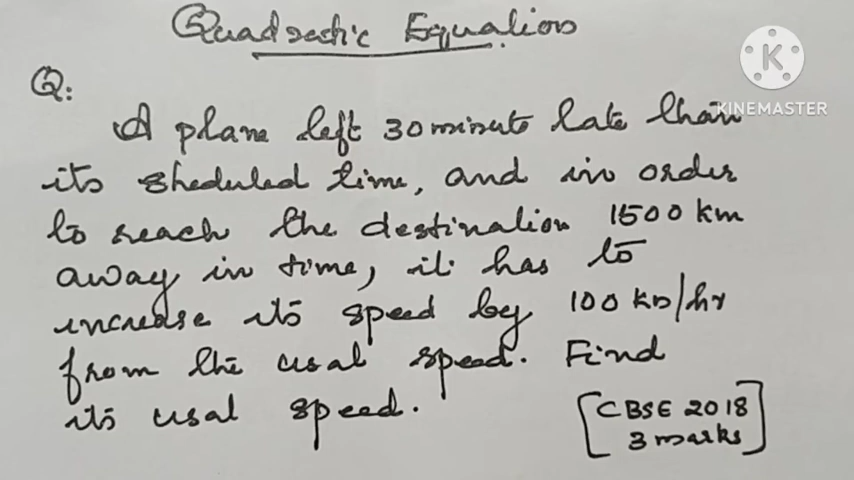 Quadratic Equations
Q:
K
KINEMASTER
A plane left 30 minute late than
its sheduled time, and in order
to reach the destination 1500 km
away in time, it has to
increase its speed by 100 km/hr
from the usal speed. Find
its usal speed.
[CBSE 2018
3 marks]